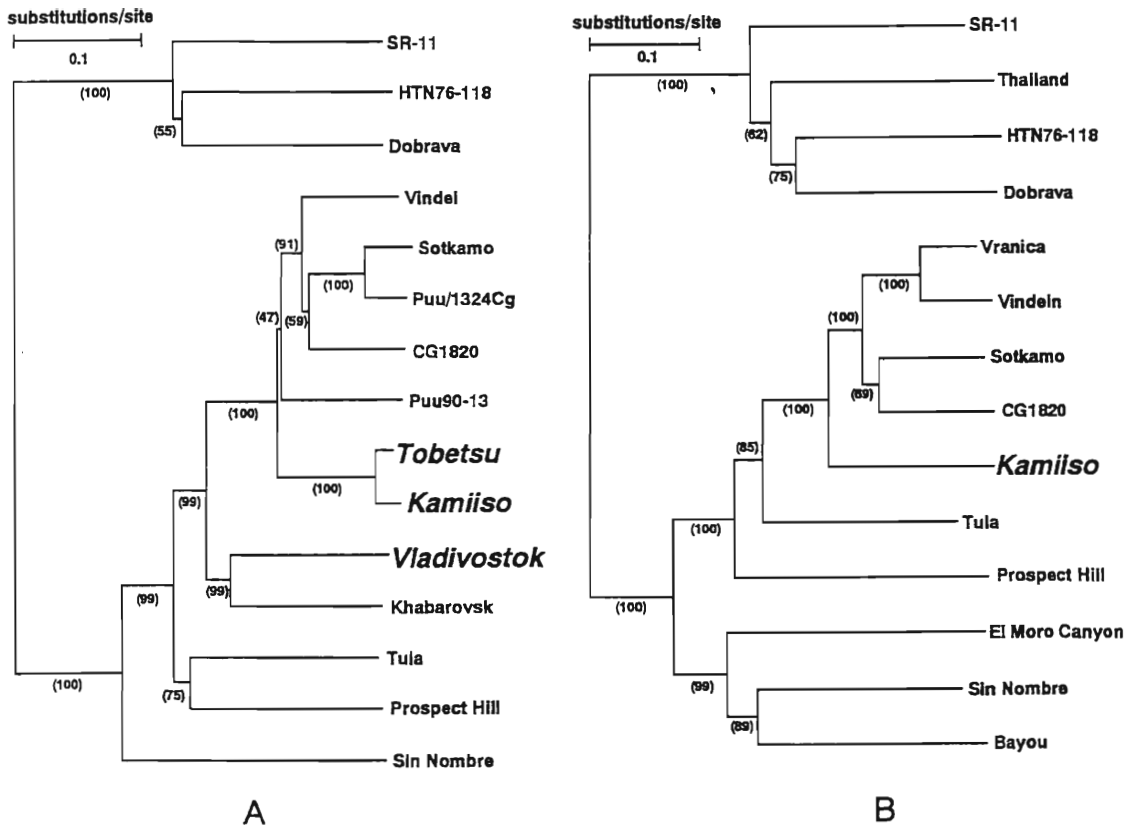 substitutions/site
0.1
SR-11
(100)
HTN76-118
(55)
Dobrava
Vindel
(91)
Sotkamo
(100)
Puu/1324Cg
(47)
(59)
CG1820
Puu90-13
(100)
Tobetsu
(100)
Kamiiso
(99)
Vladivostok
(99)
Khabarovsk
(99)
Tula
(100)
(75)
Prospect Hill
Sin Nombre
A
substitutions/site
0.1
SR-11
(100)
Thailand
(62)
HTN76-118
(75)
Dobrava
Vranica
(100)
Vindeln
(100)
Sotkamo
(69)
(100)
CG1820
(85)
Kamiiso
(100)
Tula
Prospect Hill
(100)
El Moro Canyon
(99)
Sin Nombre
(89)
Bayou
B